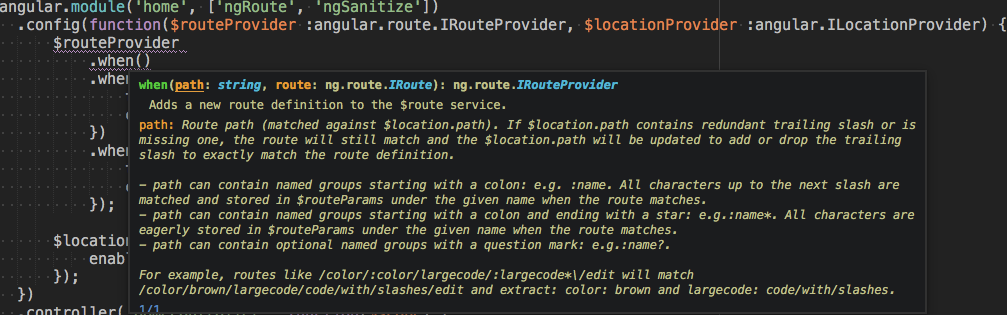 angular.module('home', ['ngRoute', 'ngSanitize'])
.config(function($routeProvider :angular.route.IRouteProvider, $locationProvider :angular.ILocationProvider) {
$routeProvider
.when()
.when
when(path: string, route: ng.route.IRoute): ng.route.IRouteProvider
Adds a new route definition to the $route service.
path: Route path (matched against $location.path). If $location.path contains redundant trailing slash or is
missing one, the route will still match and the $location.path will be updated to add or drop the trailing
})
slash to exactly match the route definition.
.when
- path can contain named groups starting with a colon: e.g. :name. All characters up to the next slash are
matched and stored in $routeParams under the given name when the route matches.
});
- path can contain named groups starting with a colon and ending with a star: e.g.:name*. All characters are
eagerly stored in $routeParams under the given name when the route matches.
$location
- path can contain optional named groups with a question mark: e.g.:name?.
enabl
});
For example, routes like /color/:color/largecode/:largecode*\/edit will match
})
/color/brown/largecode/code/with/slashes/edit and extract: color: brown and largecode: code/with/slashes.
.controller(
1/1